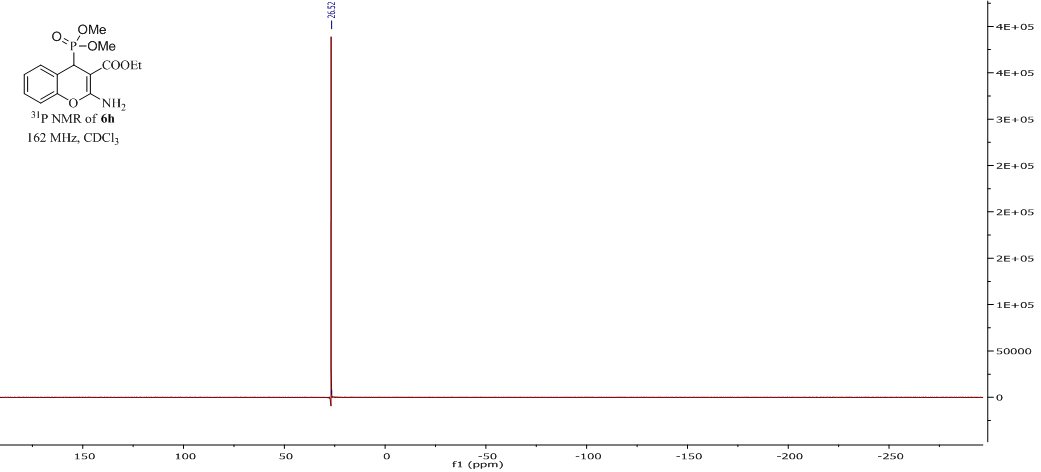 26.52
OMe
O
P
OMe
COOEt
O
NH2
31P NMR of 6h
162 MHz, CDCl3
4E+05
4E+05
3E+05
2E+05
2E+05
2E+05
1E+05
50000
0
150
100
50
0
-50
-100
-150
-200
-250
f1 (ppm)